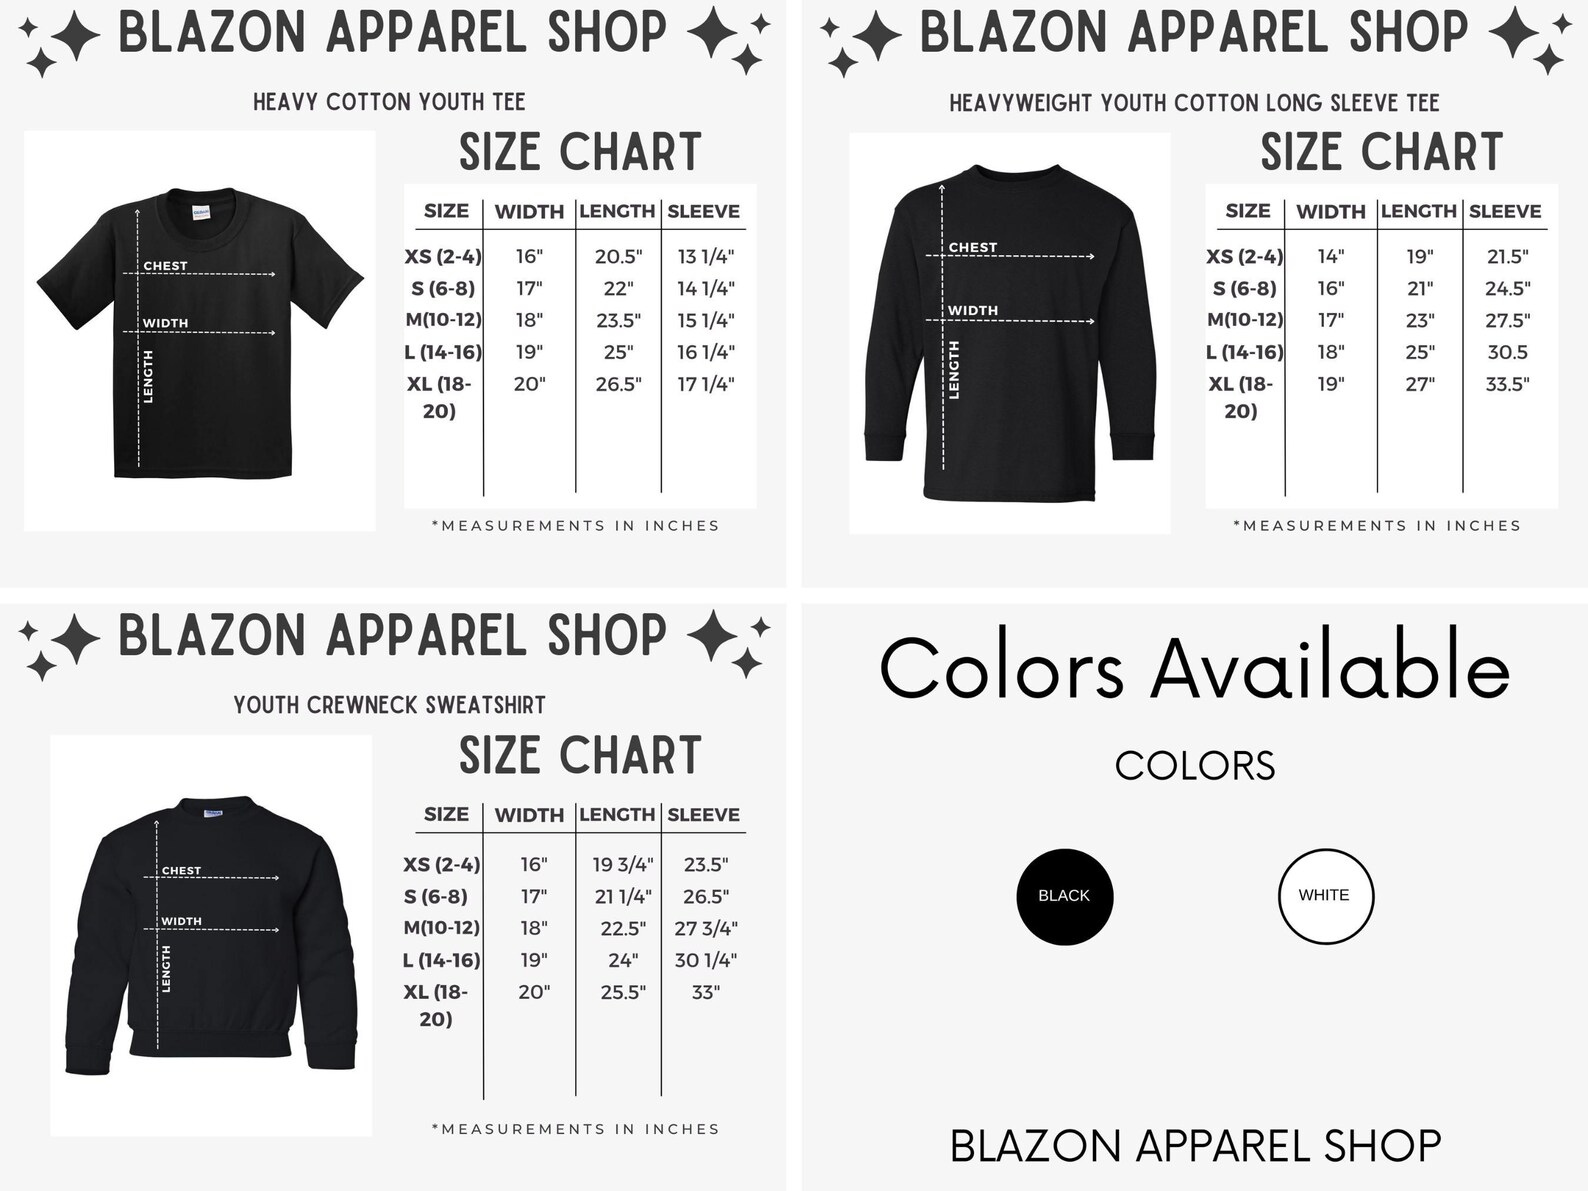 BLAZON APPAREL SHOP
HEAVY COTTON YOUTH TEE
SIZE CHART
CHEST
WIDTH
LENGTH
SIZE WIDTH LENGTH SLEEVE
XS (2-4) 16" 20.5" 13 1/4"
S (6-8) 17" 22" 14 1/4"
M(10-12) 18" 23.5" 15 1/4"
L (14-16) 19" 25" 16 1/4"
XL (18- 20" 26.5" 17 1/4"
20)
*MEASUREMENTS IN INCHES
BLAZON APPAREL SHOP
HEAVYWEIGHT YOUTH COTTON LONG SLEEVE TEE
SIZE CHART
CHEST
WIDTH
LENGTH
SIZE WIDTH LENGTH SLEEVE
XS (2-4) 14" 19" 21.5"
S (6-8) 16" 21" 24.5"
M(10-12) 17" 23" 27.5"
L (14-16) 18" 25" 30.5
XL (18- 19" 27" 33.5"
20)
*MEASUREMENTS IN INCHES
BLAZON APPAREL SHOP
YOUTH CREWNECK SWEATSHIRT
SIZE CHART
CHEST
WIDTH
LENGTH
SIZE WIDTH LENGTH SLEEVE
XS (2-4) 16" 19 3/4" 23.5"
S (6-8) 17" 21 1/4" 26.5"
M(10-12) 18" 22.5" 27 3/4"
L (14-16) 19" 24" 30 1/4"
XL (18- 20" 25.5" 33"
20)
*MEASUREMENTS IN INCHES
Colors Available
COLORS
BLACK
WHITE
BLAZON APPAREL SHOP